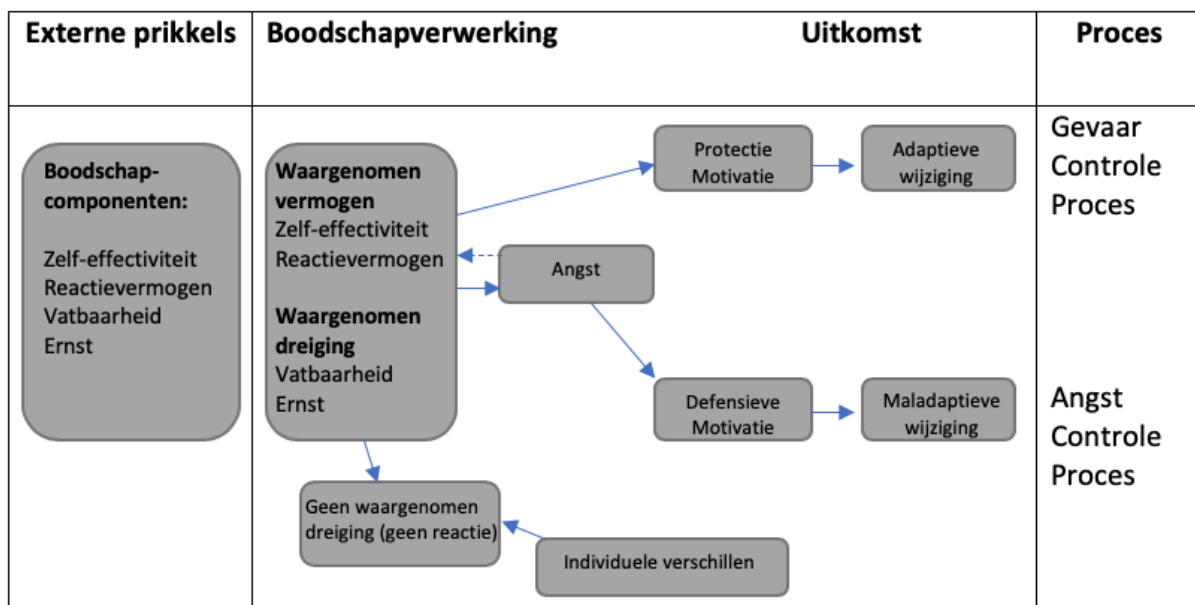 Externe prikkels
Boodschapverwerking
Uitkomst
Proces
Boodschap-
componenten:
Zelf-effectiviteit
Reactievermogen
Vatbaarheid
Ernst
Waargenomen
vermogen
Zelf-effectiviteit
Reactievermogen
Waargenomen
dreiging
Vatbaarheid
Ernst
Angst
Protectie
Motivatie
Adaptieve
wijziging
Defensieve
Motivatie
Maladaptieve
wijziging
Geen waargenomen
dreiging (geen reactie)
Individuele verschillen
Gevaar
Controle
Proces
Angst
Controle
Proces